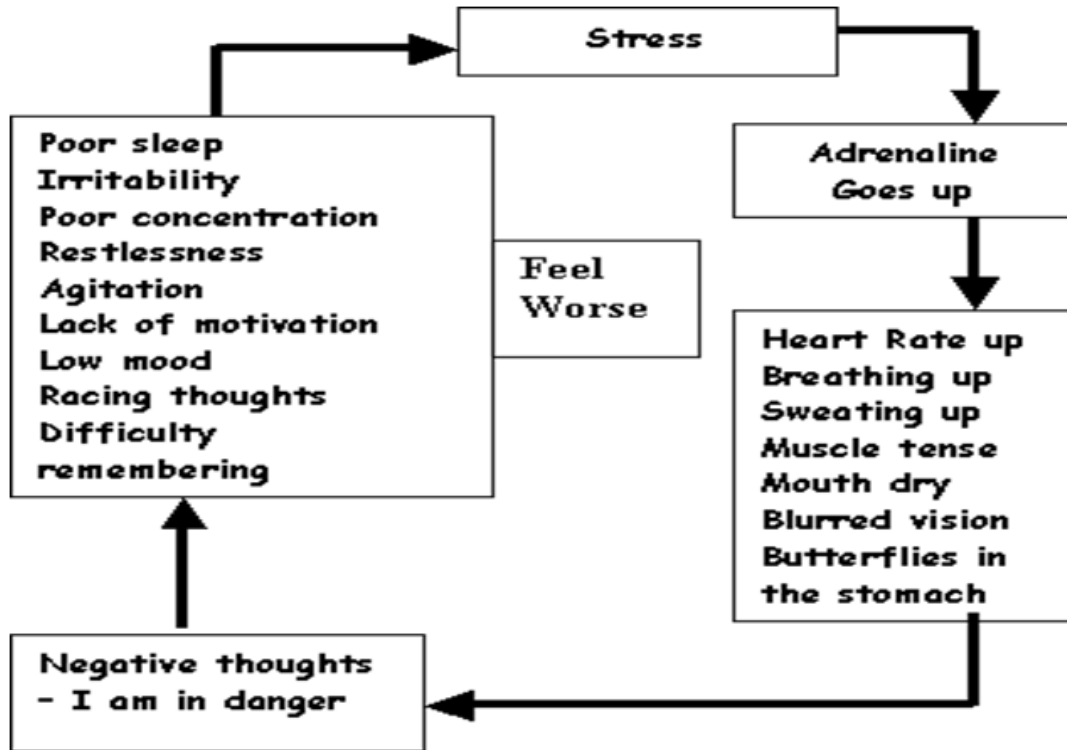 Stress
Adrenaline
Goes up
Heart Rate up
Breathing up
Sweating up
Muscle tense
Mouth dry
Blurred vision
Butterflies in
the stomach
Negative thoughts
- I am in danger
Poor sleep
Irritability
Poor concentration
Restlessness
Agitation
Lack of motivation
Low mood
Racing thoughts
Difficulty
remembering
Feel
Worse